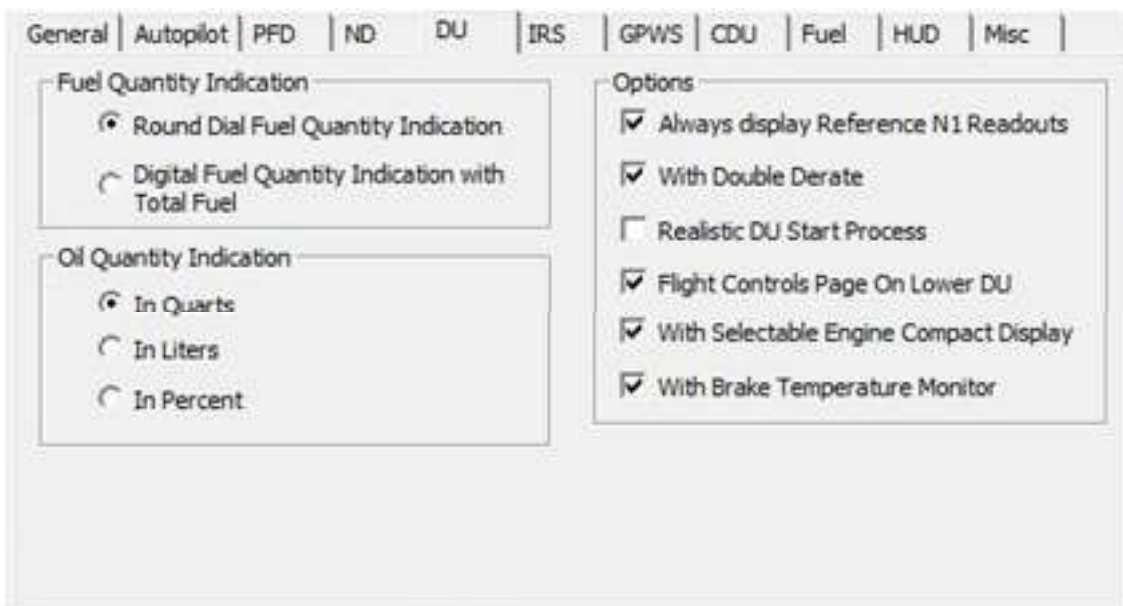 General
Autopilot
PFD
ND
DU
IRS
GPWS
CDU
Fuel
HUD
Misc
Fuel Quantity Indication
Round Dial Fuel Quantity Indication
Digital Fuel Quantity Indication with
Total Fuel
Oil Quantity Indication
In Quarts
In Liters
In Percent
Options
Always display Reference N1 Readouts
With Double Derate
Realistic DU Start Process
Flight Controls Page On Lower DU
With Selectable Engine Compact Display
With Brake Temperature Monitor